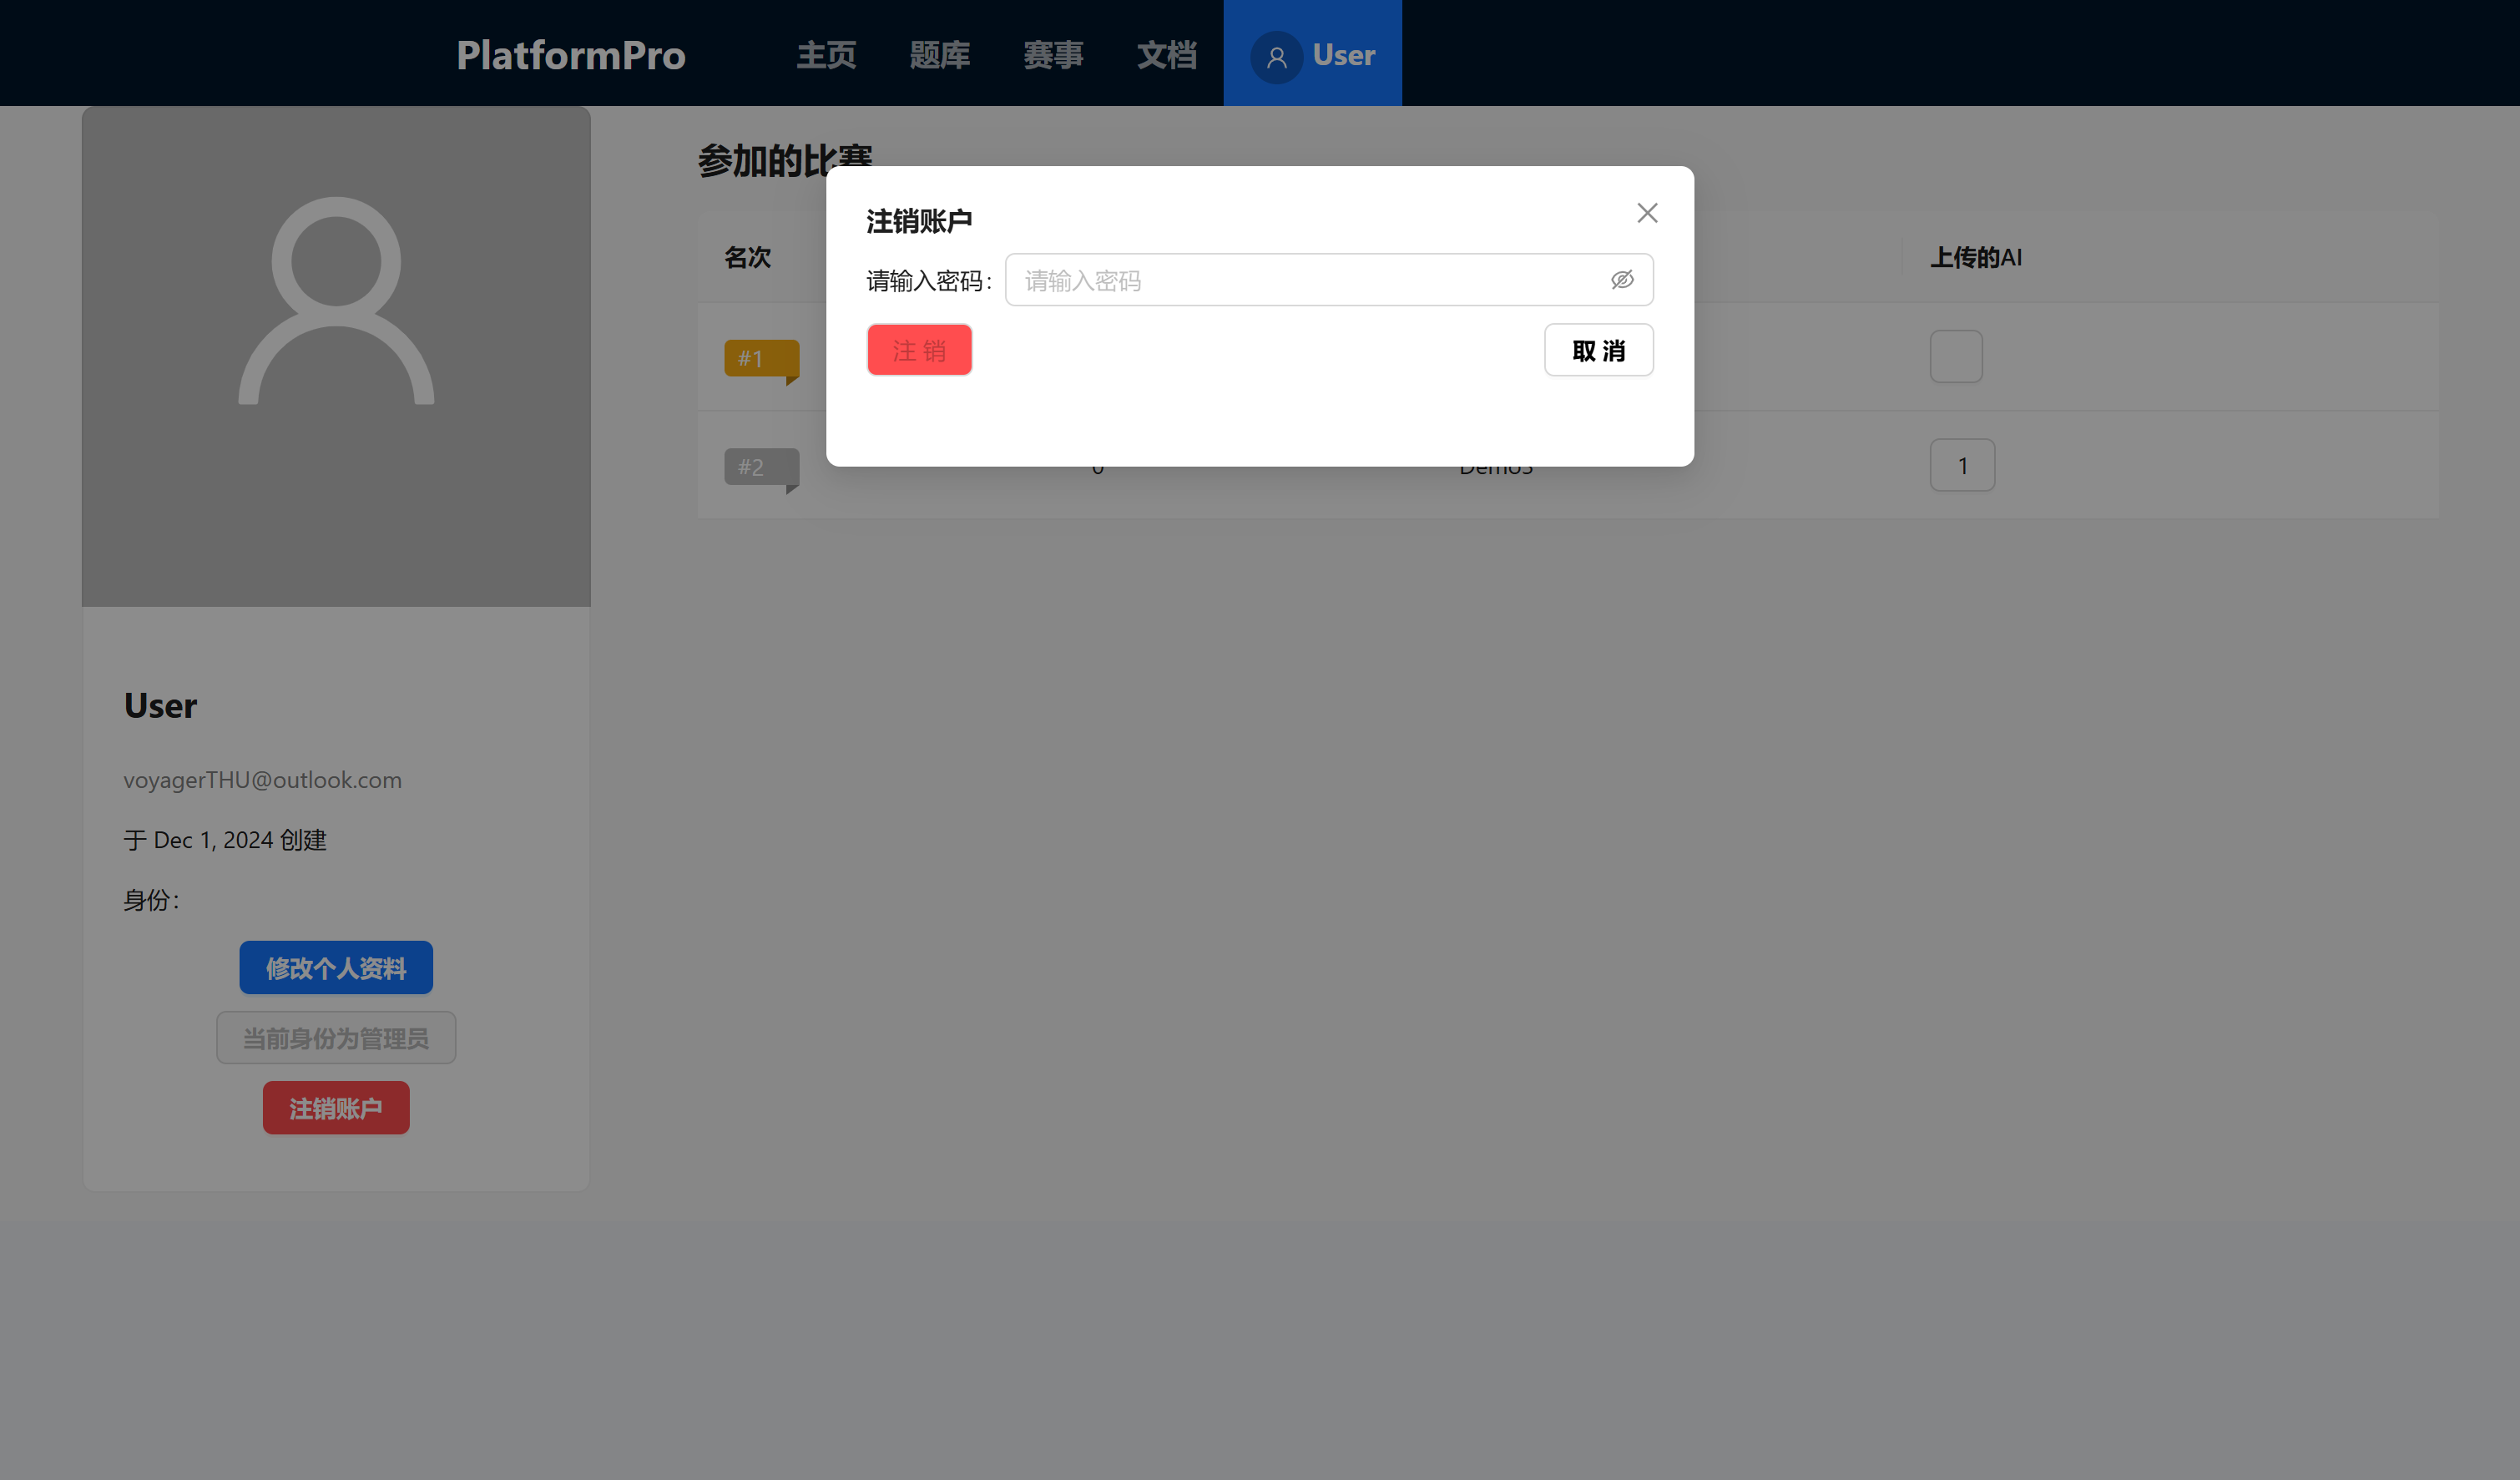 PlatformPro 主页 题库 赛事 文档 User
参加的比赛
注销账户
请输入密码: 请输入密码
注 销 取 消
名次 上传的AI
#1
#2 0 Demo3 1
User
voyagerTHU@outlook.com
于 Dec 1, 2024 创建
身份:
修改个人资料
当前身份为管理员
注销账户